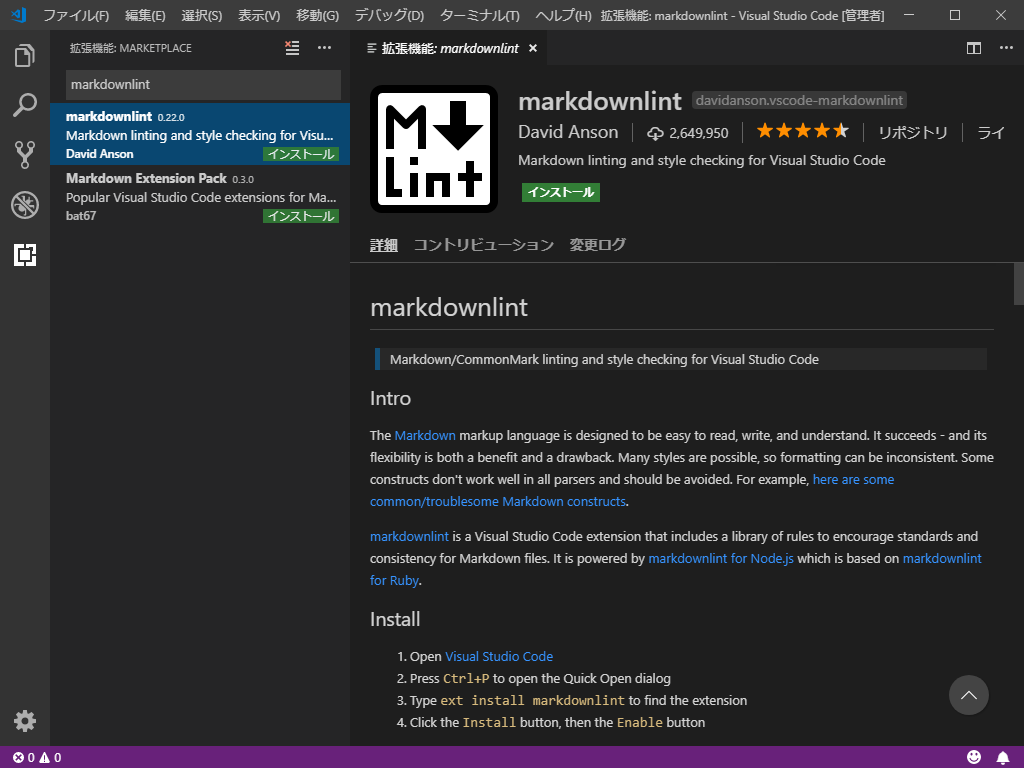 ファイル(F) 編集(E) 選択(S) 表示(V) 移動(G) デバッグ(D) ターミナル(T) ヘルプ(H) 拡張機能: markdownlint - Visual Studio Code [管理者]
拡張機能: MARKETPLACE
拡張機能: markdownlint
markdownlint
markdownlint 0.22.0
Markdown linting and style checking for Visu...
David Anson インストール
Markdown Extension Pack 0.3.0
Popular Visual Studio Code extensions for Ma...
bat67 インストール
M
Lint
markdownlint davidanson.vscode-markdownlint
David Anson 2,649,950 リポジトリ ライ
Markdown linting and style checking for Visual Studio Code
インストール
詳細 コントリビューション 変更ログ
markdownlint
Markdown/CommonMark linting and style checking for Visual Studio Code
Intro
The Markdown markup language is designed to be easy to read, write, and understand. It succeeds - and its
flexibility is both a benefit and a drawback. Many styles are possible, so formatting can be inconsistent. Some
constructs don't work well in all parsers and should be avoided. For example, here are some
common/troublesome Markdown constructs.
markdownlint is a Visual Studio Code extension that includes a library of rules to encourage standards and
consistency for Markdown files. It is powered by markdownlint for Node.js which is based on markdownlint
for Ruby.
Install
1. Open Visual Studio Code
2. Press Ctrl+P to open the Quick Open dialog
3. Type ext install markdownlint to find the extension
4. Click the Install button, then the Enable button
0 0